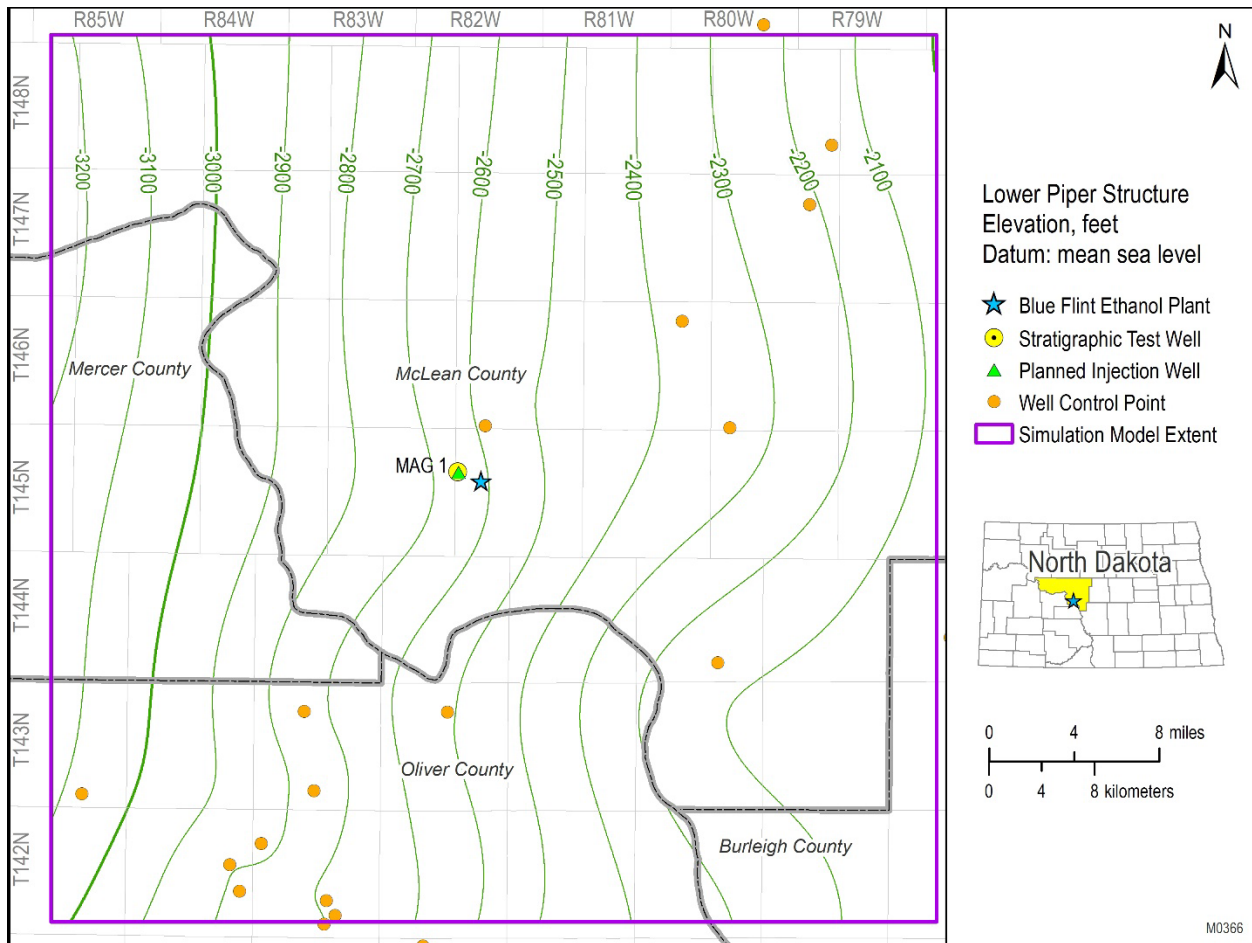 R85W R84W R83W R82W R81W R80W R79W
T148N
T147N
T146N
T145N
T144N
T143N
T142N
-3200
-3100
-3000
-2900
-2800
-2700
-2600
-2500
-2400
-2300
-2200
-2100
Mercer County
McLean County
MAG 1
Oliver County
Burleigh County
N
Lower Piper Structure
Elevation, feet
Datum: mean sea level
Blue Flint Ethanol Plant
Stratigraphic Test Well
Planned Injection Well
Well Control Point
Simulation Model Extent
North Dakota
0 4 8 miles
0 4 8 kilometers
M0366